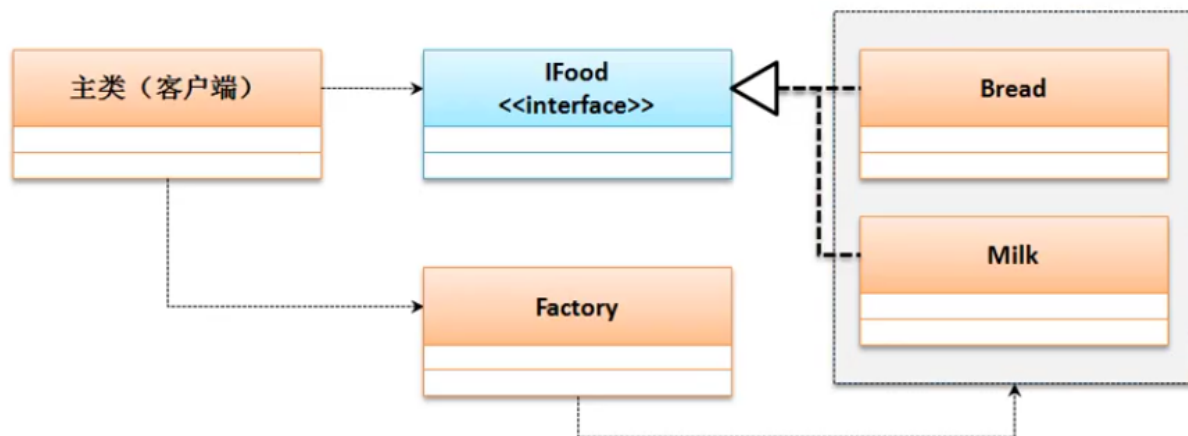 主类（客户端）
IFood
<<interface>>
Bread
Milk
Factory